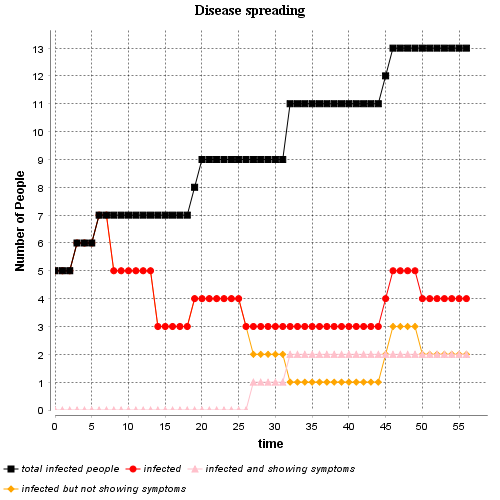 Disease spreading
Number of People
13
12
11
10
9
8
7
6
5
4
3
2
1
0
0 5 10 15 20 25 30 35 40 45 50 55
time
total infected people infected infected and showing symptoms
infected but not showing symptoms